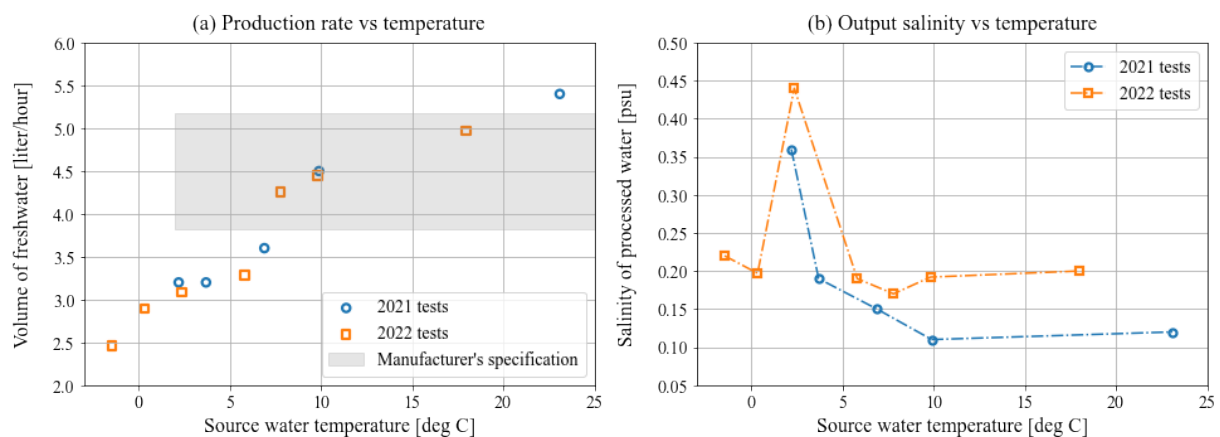 (a) Production rate vs temperature
6.0
5.5
5.0
4.5
4.0
3.5
3.0
2.5
2.0
Volume of freshwater [liter/hour]
0
5
10
15
20
25
Source water temperature [deg C]
2021 tests
2022 tests
Manufacturer's specification
(b) Output salinity vs temperature
0.50
0.45
0.40
0.35
0.30
0.25
0.20
0.15
0.10
0.05
Salinity of processed water [psu]
0
5
10
15
20
25
Source water temperature [deg C]
2021 tests
2022 tests